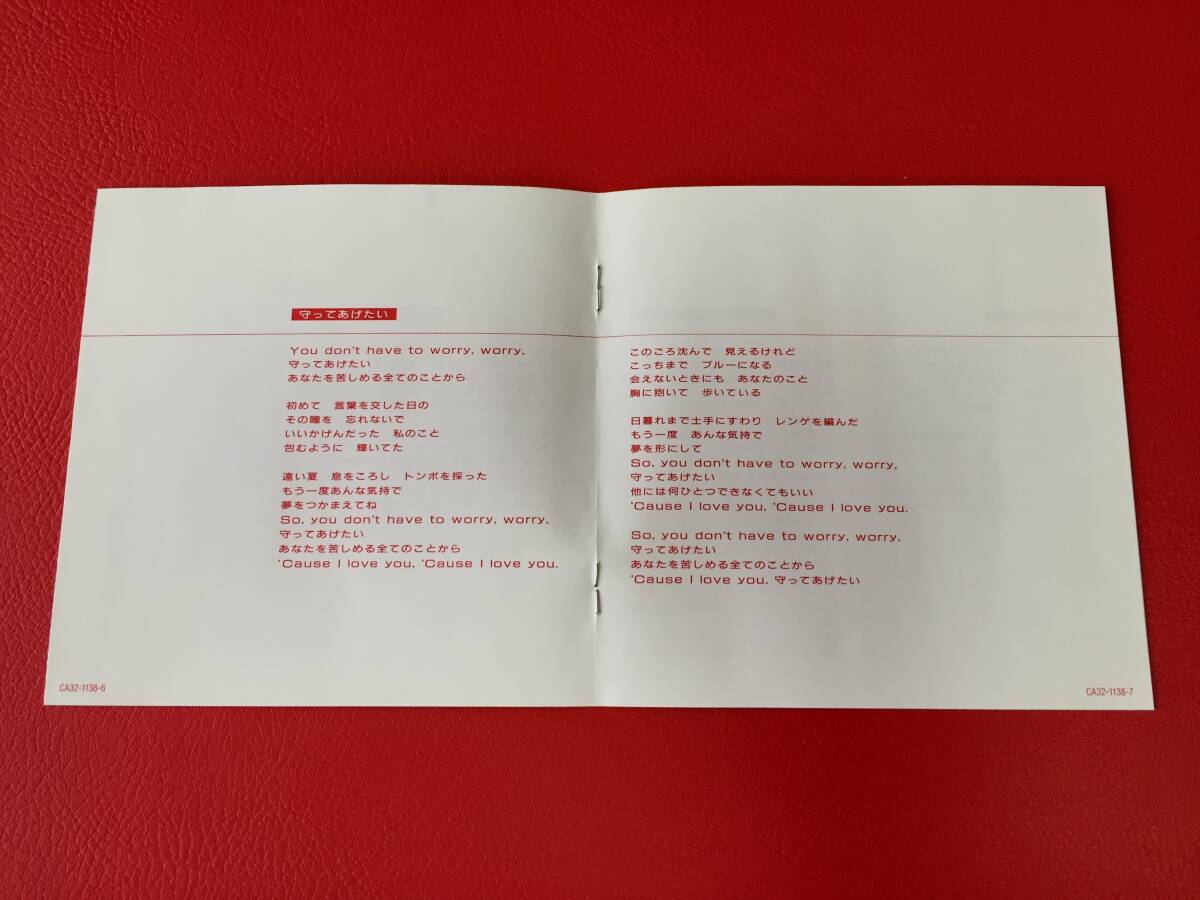 守ってあげたい
You don't have to worry, worry,
守ってあげたい
あなたを苦しめる全てのことから
初めて　言葉を交した日の
その瞳を　忘れないで
いいかげんだった　私のこと
包むように　輝いてた
遠い夏　息をころし　トンボを採った
もう一度あんな気持で
夢をつかまえてね
So, you don't have to worry, worry,
守ってあげたい
あなたを苦しめる全てのことから
'Cause I love you, 'Cause I love you.
CA32-1138-6
このごろ沈んで　見えるけれど
こっちまで　ブルーになる
会えないときにも　あなたのこと
胸に抱いて　歩いている
日暮れまで土手にすわり　レンゲを編んだ
もう一度　あんな気持で
夢を形にして
So, you don't have to worry, worry,
守ってあげたい
他には何ひとつできなくてもいい
'Cause I love you, 'Cause I love you.
So, you don't have to worry, worry,
守ってあげたい
あなたを苦しめる全てのことから
'Cause I love you, 守ってあげたい
CA32-1138-7